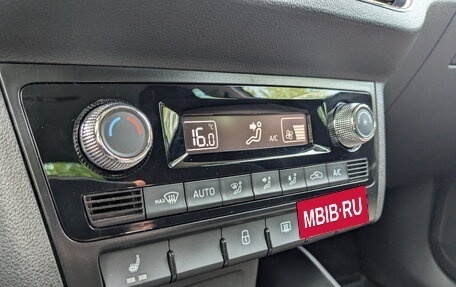 16.0 °C
A/C
MAX
AUTO
A/C
MBIB·RU